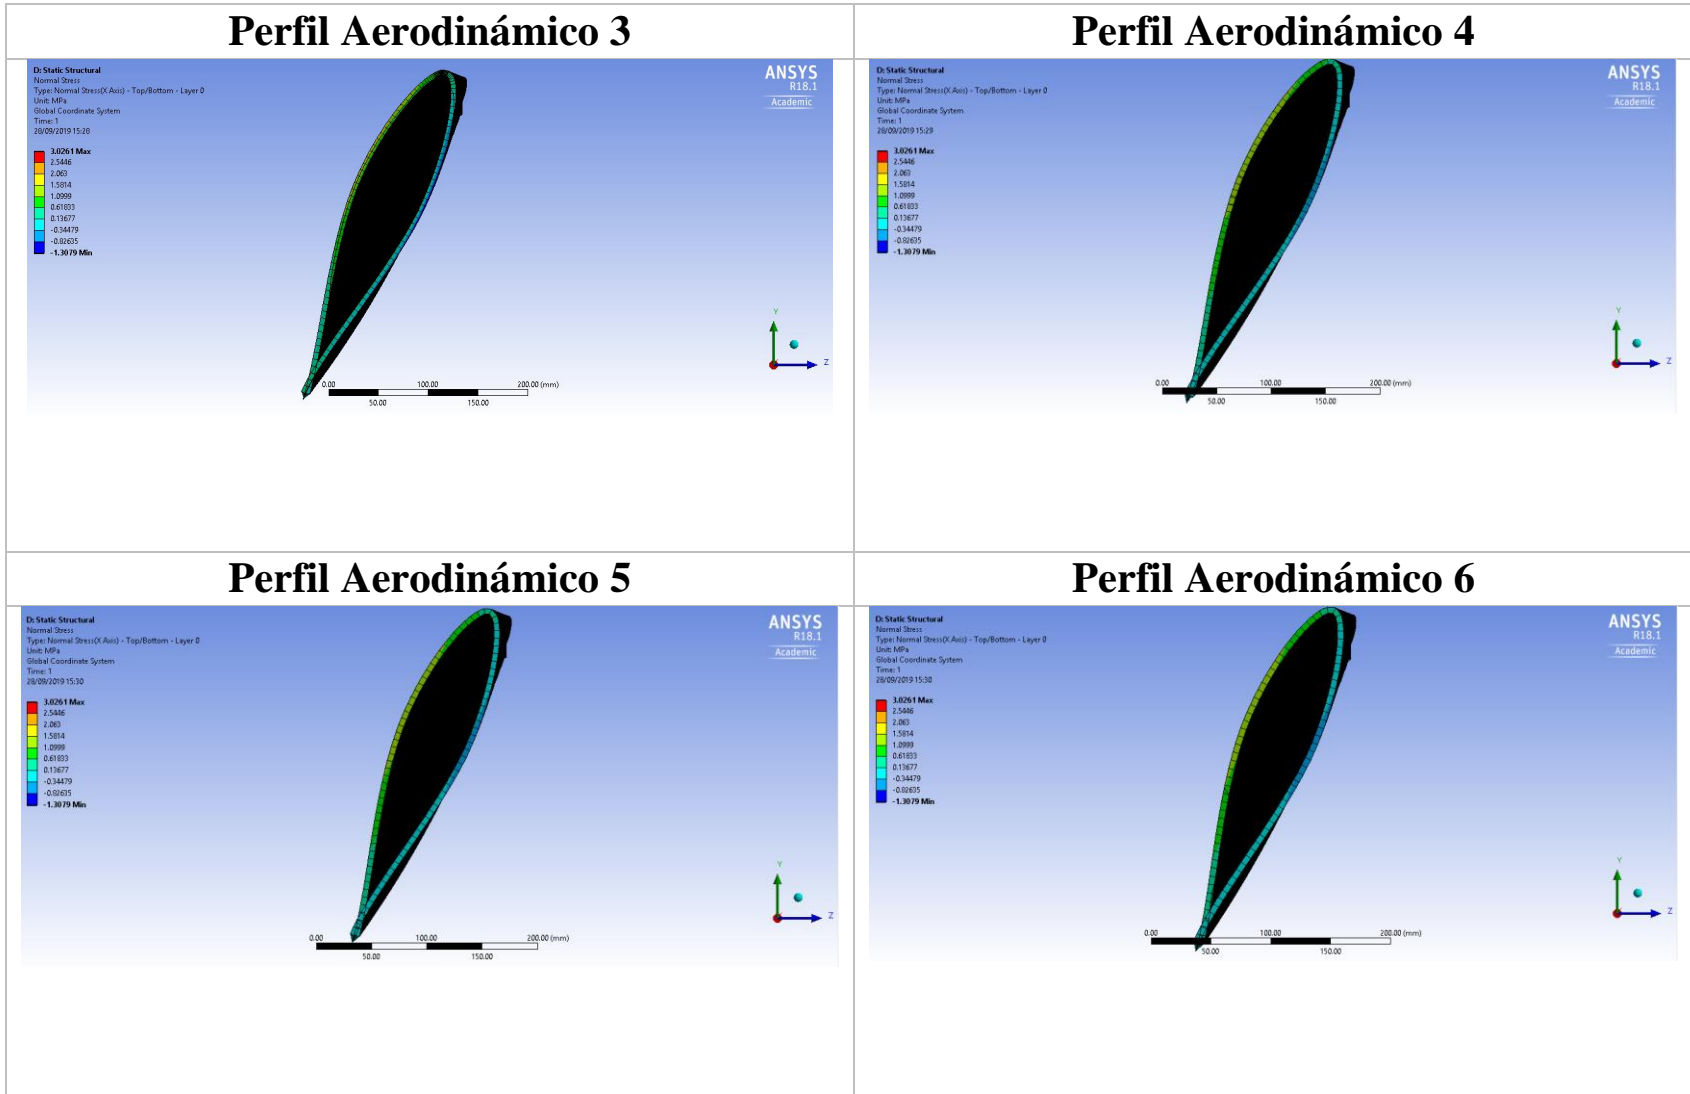 Perfil Aerodinámico 3
D: Static Structural
Normal Stress
Type: Normal Stress(X Axis) - Top/Bottom - Layer 0
Unit: MPa
Global Coordinate System
Time: 1
28/09/2019 15:28
3.0261 Max
2.5446
2.063
1.5814
1.0999
0.61833
0.13677
-0.34479
-0.82635
-1.3079 Min
ANSYS
R18.1
Academic
Y
Z
0.00 100.00 200.00 (mm)
50.00 150.00
Perfil Aerodinámico 4
D: Static Structural
Normal Stress
Type: Normal Stress(X Axis) - Top/Bottom - Layer 0
Unit: MPa
Global Coordinate System
Time: 1
28/09/2019 15:29
3.0261 Max
2.5446
2.063
1.5814
1.0999
0.61833
0.13677
-0.34479
-0.82635
-1.3079 Min
ANSYS
R18.1
Academic
Y
Z
0.00 100.00 200.00 (mm)
50.00 150.00
Perfil Aerodinámico 5
D: Static Structural
Normal Stress
Type: Normal Stress(X Axis) - Top/Bottom - Layer 0
Unit: MPa
Global Coordinate System
Time: 1
28/09/2019 15:30
3.0261 Max
2.5446
2.063
1.5814
1.0999
0.61833
0.13677
-0.34479
-0.82635
-1.3079 Min
ANSYS
R18.1
Academic
Y
Z
0.00 100.00 200.00 (mm)
50.00 150.00
Perfil Aerodinámico 6
D: Static Structural
Normal Stress
Type: Normal Stress(X Axis) - Top/Bottom - Layer 0
Unit: MPa
Global Coordinate System
Time: 1
28/09/2019 15:30
3.0261 Max
2.5446
2.063
1.5814
1.0999
0.61833
0.13677
-0.34479
-0.82635
-1.3079 Min
ANSYS
R18.1
Academic
Y
Z
0.00 100.00 200.00 (mm)
50.00 150.00